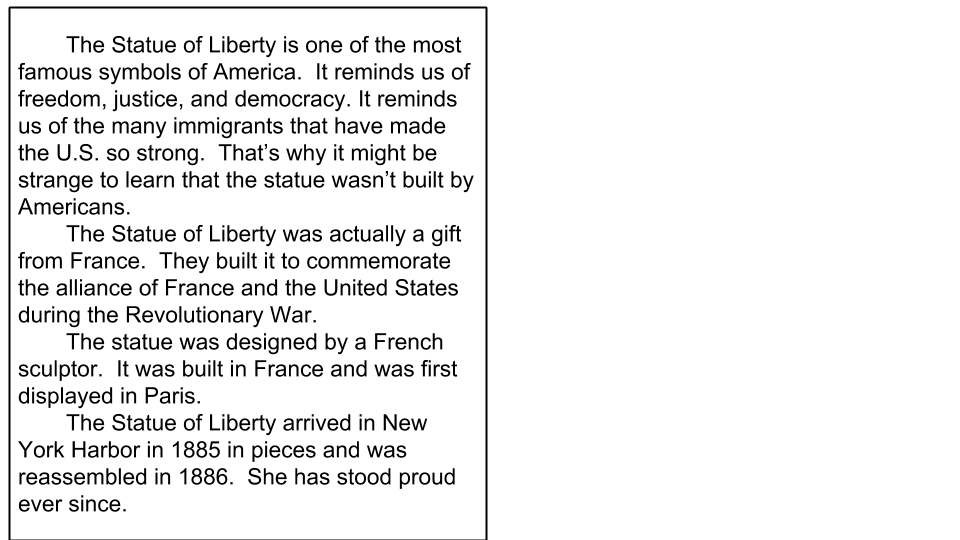 The Statue of Liberty is one of the most
famous symbols of America.  It reminds us of
freedom, justice, and democracy. It reminds
us of the many immigrants that have made
the U.S. so strong.  That’s why it might be
strange to learn that the statue wasn’t built by
Americans.
The Statue of Liberty was actually a gift
from France.  They built it to commemorate
the alliance of France and the United States
during the Revolutionary War.
The statue was designed by a French
sculptor.  It was built in France and was first
displayed in Paris.
The Statue of Liberty arrived in New
York Harbor in 1885 in pieces and was
reassembled in 1886.  She has stood proud
ever since.